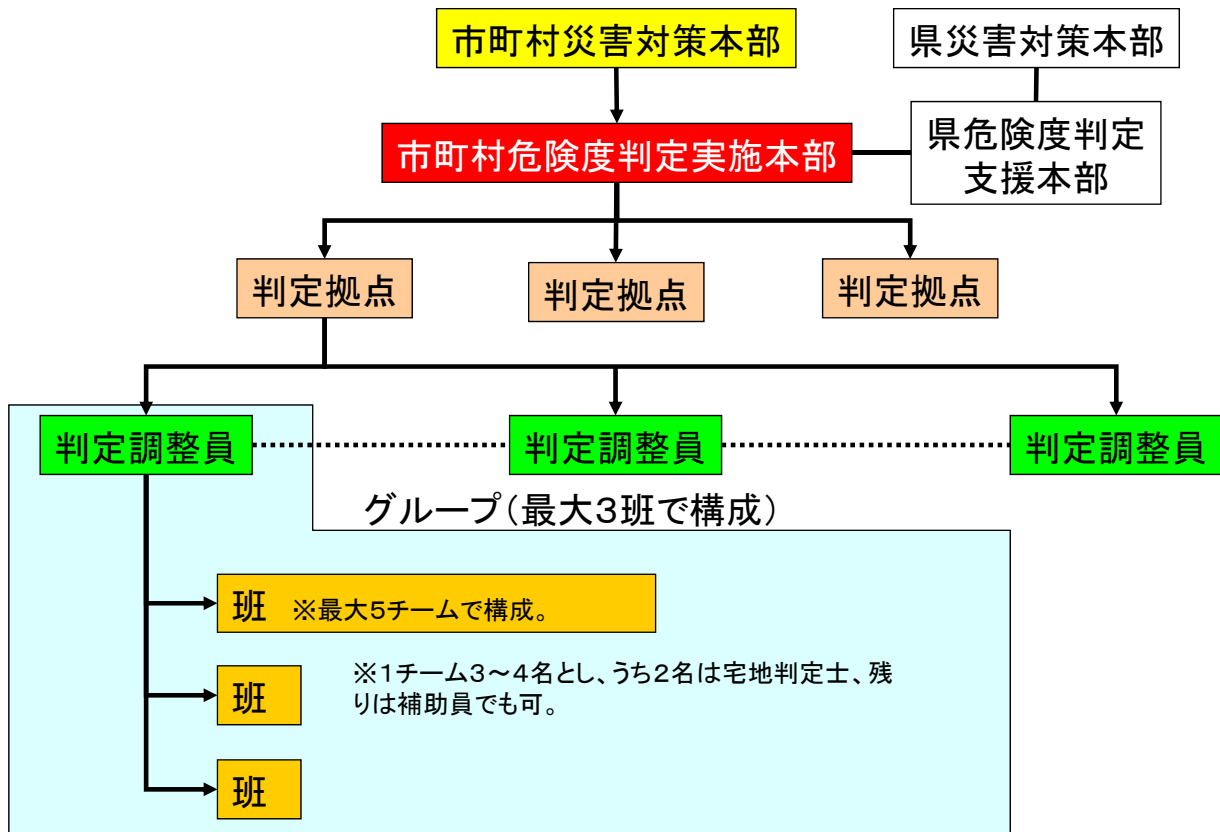 市町村災害対策本部
県災害対策本部
市町村危険度判定実施本部
県危険度判定
支援本部
判定拠点
判定拠点
判定拠点
判定調整員
判定調整員
判定調整員
グループ（最大３班で構成）
班 ※最大５チームで構成。
班
※１チーム３～４名とし、うち２名は宅地判定士、残
りは補助員でも可。
班